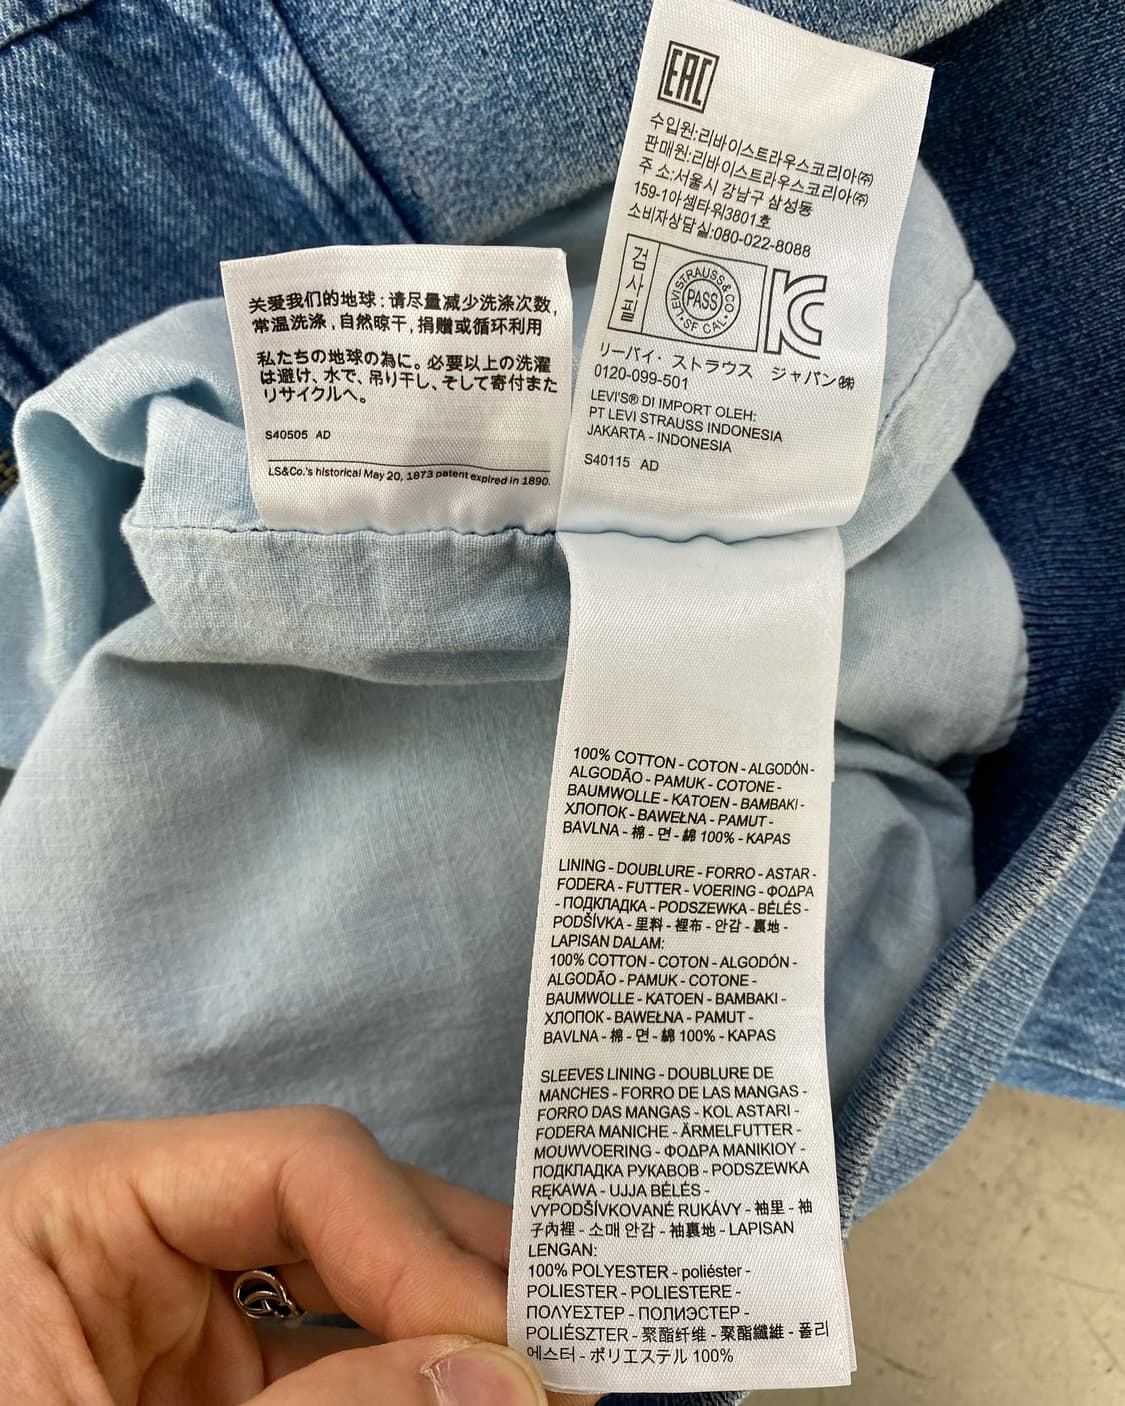 关爱我们的地球：请尽量减少洗涤次数，
常温洗涤，自然晾干，捐赠或循环利用
私たちの地球の為に。必要以上の洗濯
は避け、水で、吊り干し、そして寄付また
リサイクルへ。
S40505 AD
LS&Co.'s historical May 20, 1873 patent expired in 1890.
EAC
수입원:리바이스트라우스코리아㈜
판매원:리바이스트라우스코리아㈜
주 소:서울시 강남구 삼성동
159-1아셈타워3801호
소비자상담실:080-022-8088
검사필
LEVI STRAUSS & CO
PASS
SF CAL
KC
リーバイ・ストラウス ジャパン㈱
0120-099-501
LEVI'S® DI IMPORT OLEH:
PT LEVI STRAUSS INDONESIA
JAKARTA - INDONESIA
S40115 AD
100% COTTON - COTON - ALGODÓN -
ALGODÃO - PAMUK - COTONE -
BAUMWOLLE - KATOEN - BAMBAKI -
ХЛОПОК - BAWEŁNA - PAMUT -
BAVLNA - 棉 - 면 - 綿 100% - KAPAS
LINING - DOUBLURE - FORRO - ASTAR -
FODERA - FUTTER - VOERING - ΦΟΔΡΑ
- ПОДКЛАДКА - PODSZEWKA - BÉLÉS -
PODŠÍVKA - 里料 - 裡布 - 안감 - 裏地 -
LAPISAN DALAM:
100% COTTON - COTON - ALGODÓN -
ALGODÃO - PAMUK - COTONE -
BAUMWOLLE - KATOEN - BAMBAKI -
ХЛОПОК - BAWEŁNA - PAMUT -
BAVLNA - 棉 - 면 - 綿 100% - KAPAS
SLEEVES LINING - DOUBLURE DE
MANCHES - FORRO DE LAS MANGAS -
FORRO DAS MANGAS - KOL ASTARI -
FODERA MANICHE - ÄRMELFUTTER -
MOUWVOERING - ΦΟΔΡΑ ΜΑΝΙΚΙΟΥ -
ПОДКЛАДКА РУКАВОВ - PODSZEWKA
RĘKAWA - UJJA BÉLÉS -
VYPODŠÍVKOVANÉ RUKÁVY - 袖里 - 袖
子內裡 - 소매 안감 - 袖裏地 - LAPISAN
LENGAN:
100% POLYESTER - poliéster -
POLIESTER - POLIESTERE -
ΠΟΛΥΕΣΤΕΡ - ПОЛИЭСТЕР -
POLIÉSZTER - 聚酯纤维 - 聚酯纖維 - 폴리
에스터 - ポリエステル 100%